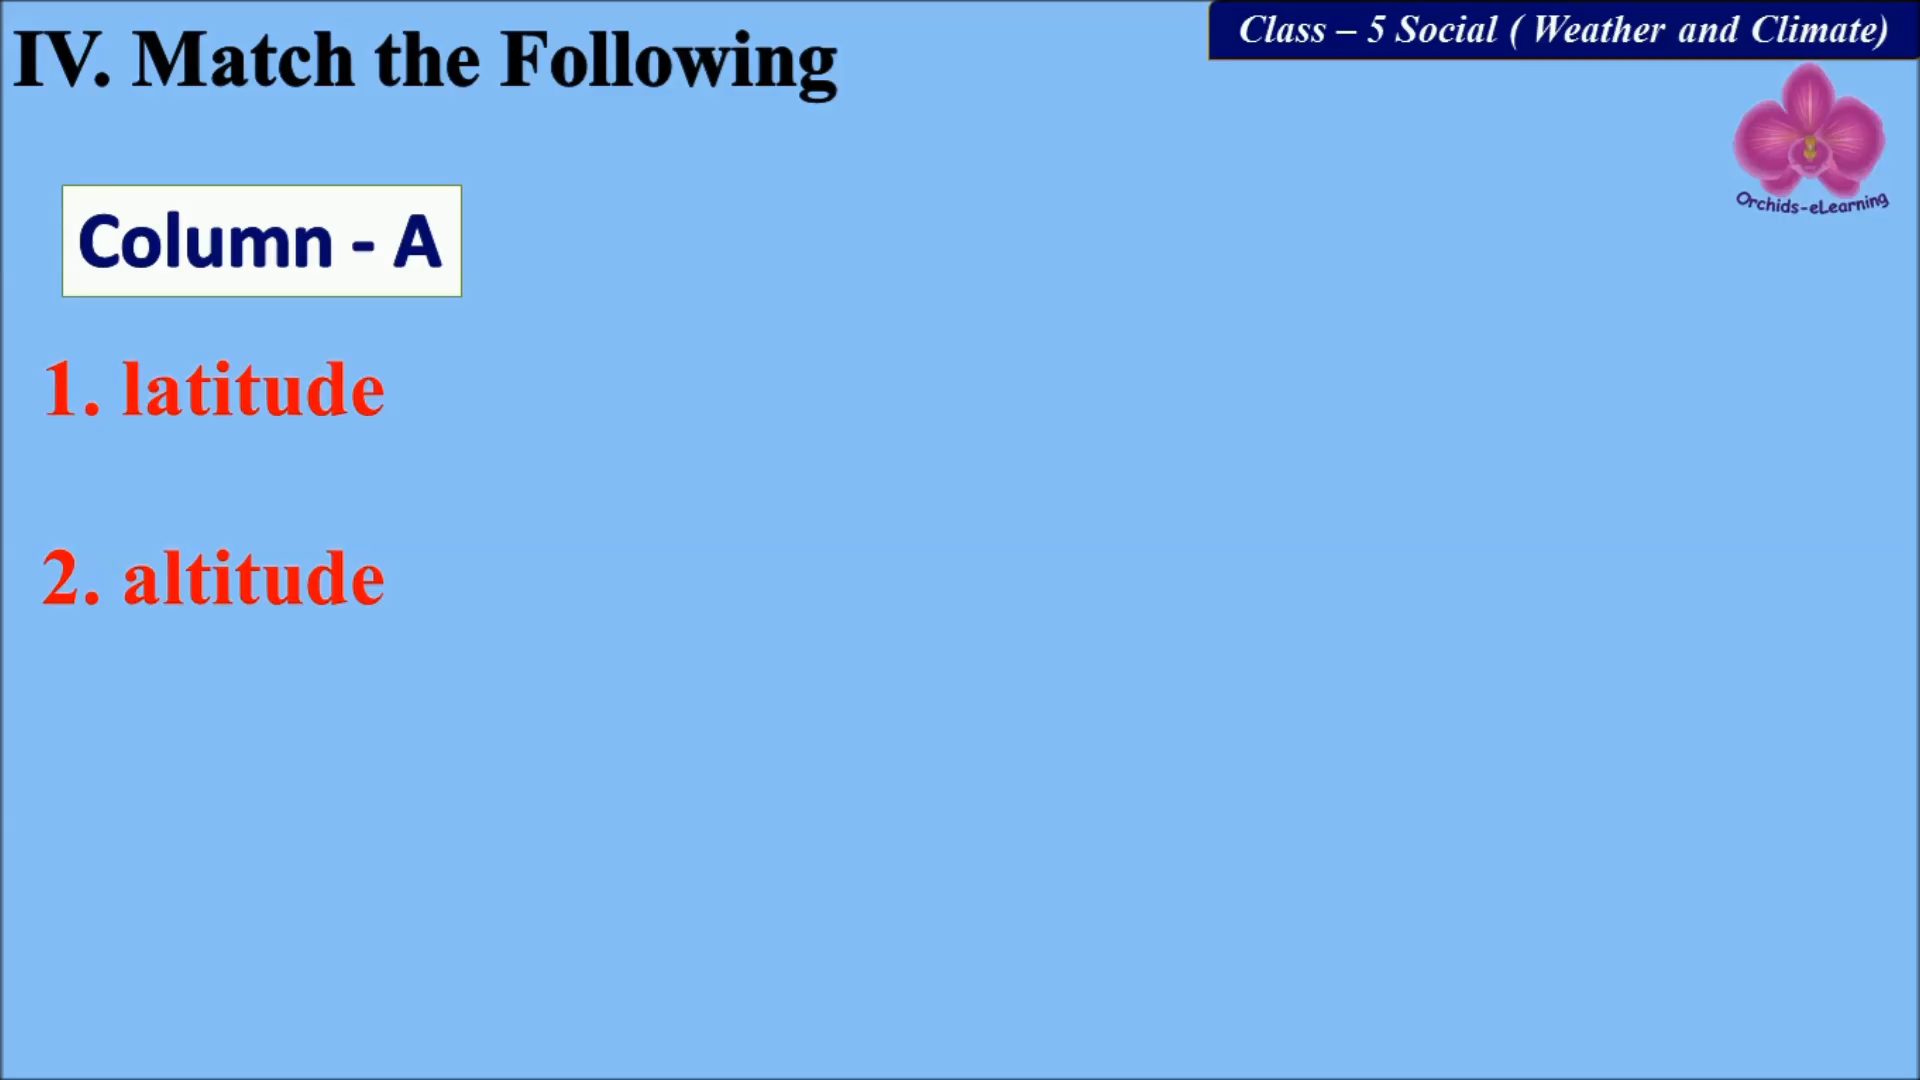 IV. Match the Following
Class – 5 Social ( Weather and Climate)
Orchids-eLearning
Column - A
1. latitude
2. altitude